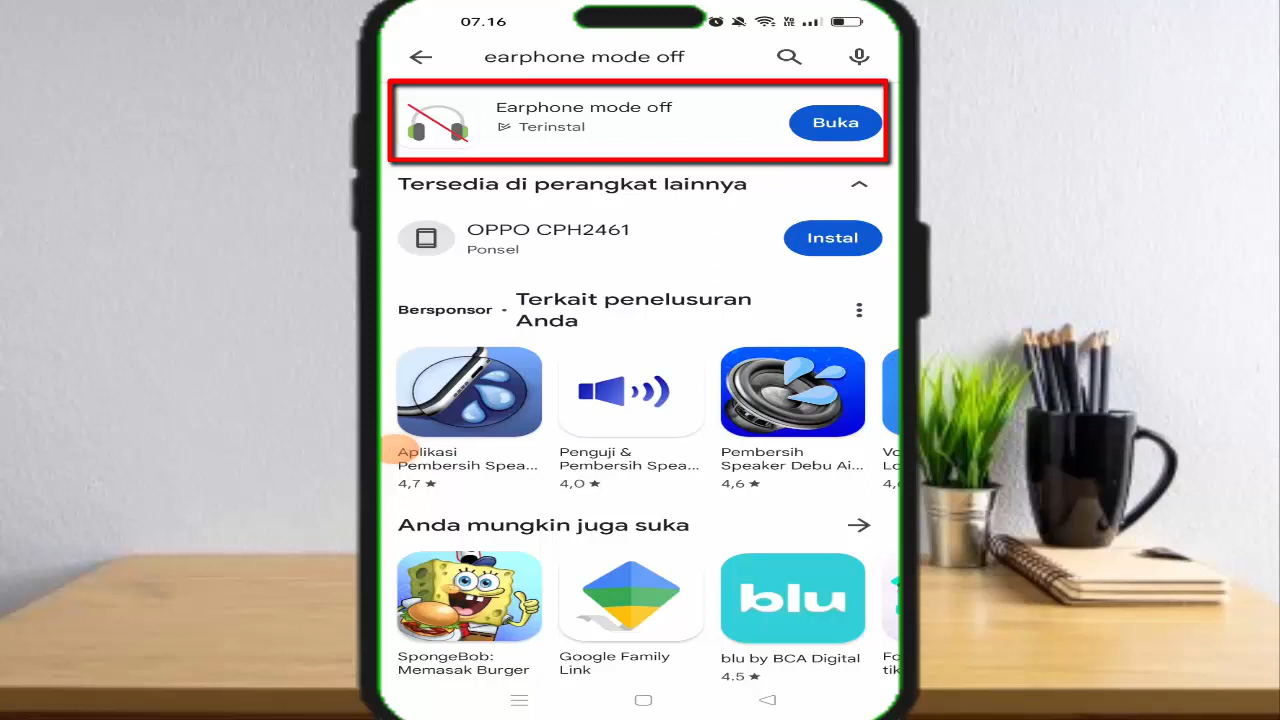 07.16
earphone mode off
Earphone mode off
Terinstal
Buka
Tersedia di perangkat lainnya
OPPO CPH2461
Ponsel
Instal
Bersponsor •
Terkait penelusuran
Anda
Aplikasi
Pembersih Spea...
4,7 ★
Penguji &
Pembersih Spea...
4,0 ★
Pembersih
Speaker Debu Ai...
4,6 ★
Anda mungkin juga suka
blu
SpongeBob:
Memasak Burger
Google Family
Link
blu by BCA Digital
4.5 ★